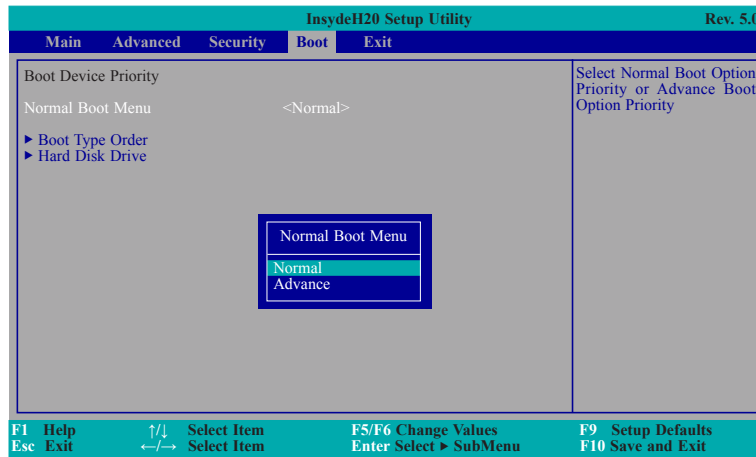 InsydeH20 Setup Utility Rev. 5.0
Main Advanced Security Boot Exit
Boot Device Priority
Normal Boot Menu <Normal>
▶ Boot Type Order
▶ Hard Disk Drive
Select Normal Boot Option
Priority or Advance Boot
Option Priority
Normal Boot Menu
Normal
Advance
F1 Help ↑/↓ Select Item F5/F6 Change Values F9 Setup Defaults
Esc Exit ←/→ Select Item Enter Select ▶ SubMenu F10 Save and Exit